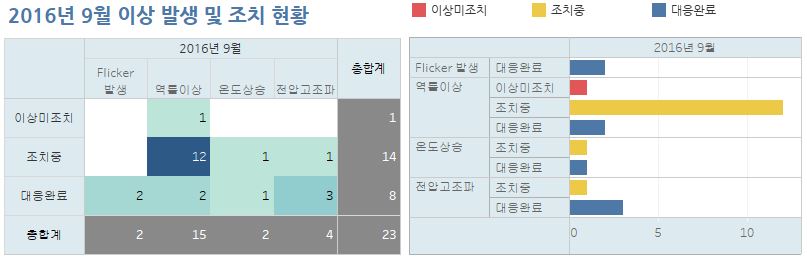 2016년 9월 이상 발생 및 조치 현황
이상미조치 조치중 대응완료
2016년 9월
Flicker 발생 역률이상 온도상승 전압고조파 총합계
이상미조치 1 1
조치중 12 1 1 14
대응완료 2 2 1 3 8
총합계 2 15 2 4 23
2016년 9월
Flicker 발생 대응완료
역률이상 이상미조치
조치중
대응완료
온도상승 조치중
대응완료
전압고조파 조치중
대응완료
0 5 10